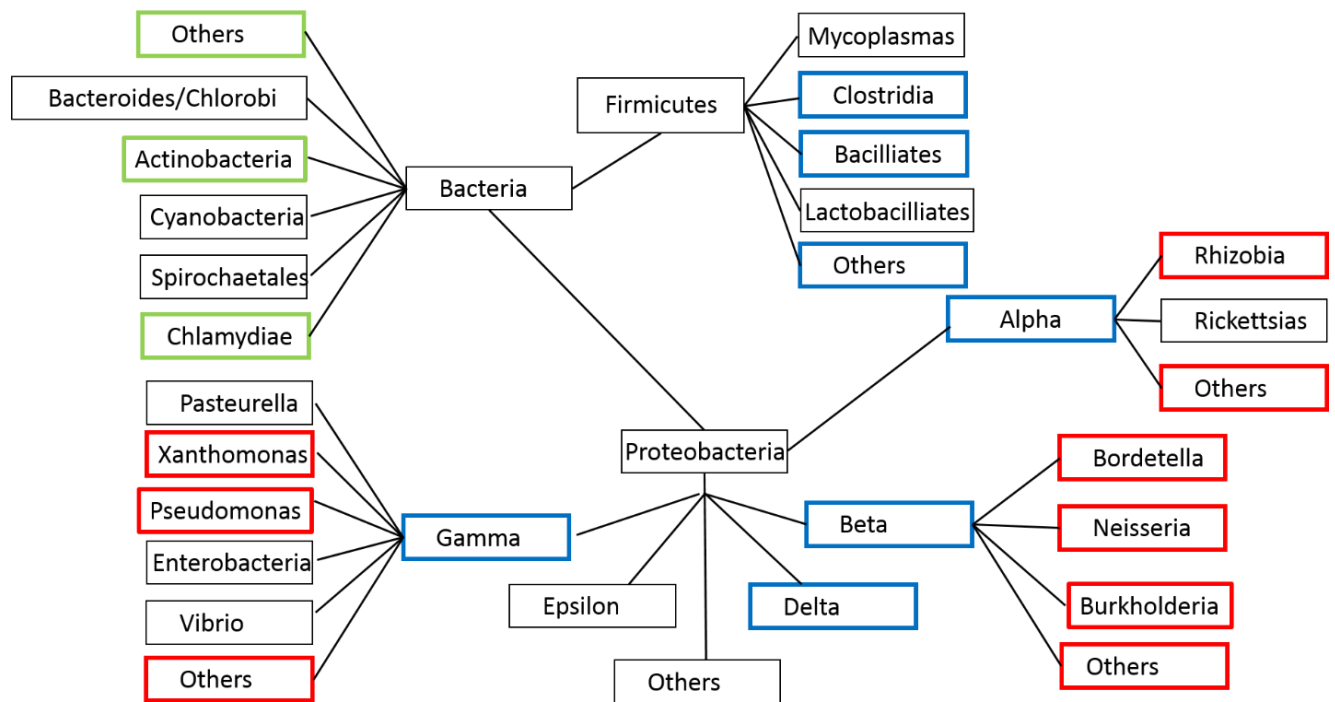 Others
Bacteroides/Chlorobi
Actinobacteria
Cyanobacteria
Spirochaetales
Chlamydiae
Bacteria
Firmicutes
Mycoplasmas
Clostridia
Bacilliates
Lactobacilliates
Others
Alpha
Rhizobia
Rickettsias
Others
Proteobacteria
Pasteurella
Xanthomonas
Pseudomonas
Enterobacteria
Vibrio
Others
Gamma
Epsilon
Others
Delta
Beta
Bordetella
Neisseria
Burkholderia
Others